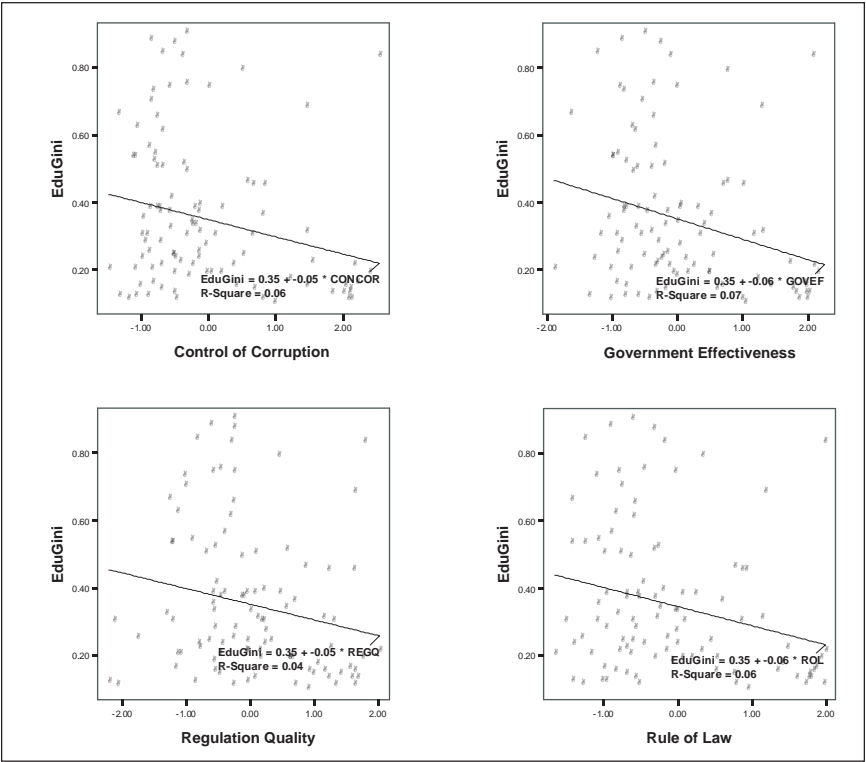 EduGini
0.80
0.60
0.40
0.20
EduGini = 0.35 + -0.05 * CONCOR
R-Square = 0.06
-1.00 0.00 1.00 2.00
Control of Corruption
EduGini
0.80
0.60
0.40
0.20
EduGini = 0.35 + -0.06 * GOVEF
R-Square = 0.07
-2.00 -1.00 0.00 1.00 2.00
Government Effectiveness
EduGini
0.80
0.60
0.40
0.20
EduGini = 0.35 + -0.05 * REGQ
R-Square = 0.04
-2.00 -1.00 0.00 1.00 2.00
Regulation Quality
EduGini
0.80
0.60
0.40
0.20
EduGini = 0.35 + -0.06 * ROL
R-Square = 0.06
-1.00 0.00 1.00 2.00
Rule of Law